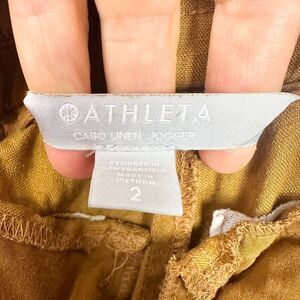 ATHLETA
CABO LINEN JOGGER
DESIGNED IN
SAN FRANCISCO
MADE IN
VIETNAM
2